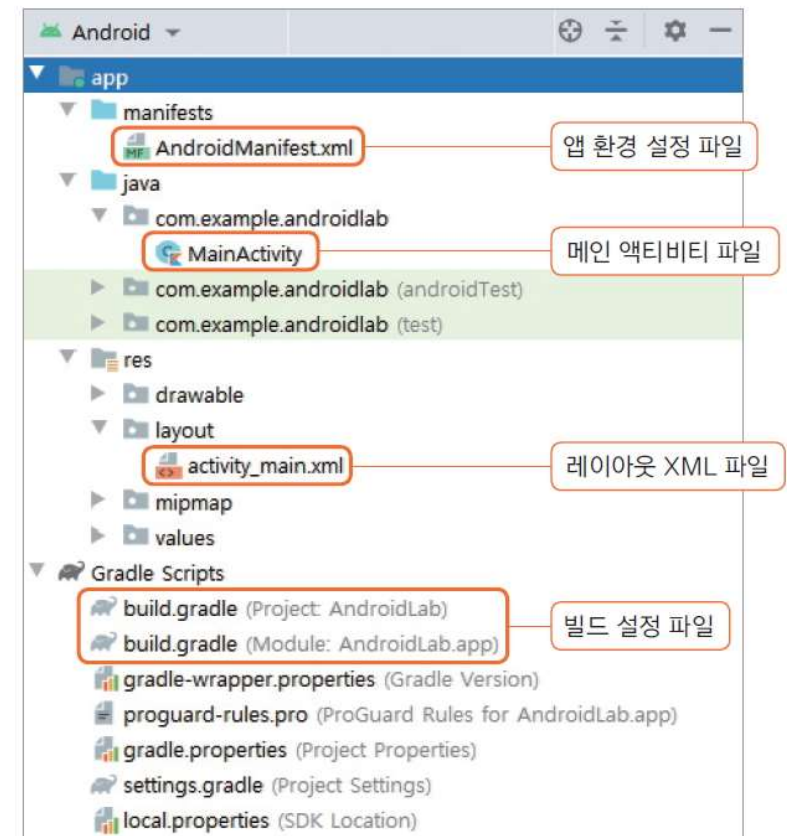 Android
app
manifests
AndroidManifest.xml
앱 환경 설정 파일
java
com.example.androidlab
MainActivity
메인 액티비티 파일
com.example.androidlab (androidTest)
com.example.androidlab (test)
res
drawable
layout
activity_main.xml
레이아웃 XML 파일
mipmap
values
Gradle Scripts
build.gradle (Project: AndroidLab)
build.gradle (Module: AndroidLab.app)
빌드 설정 파일
gradle-wrapper.properties (Gradle Version)
proguard-rules.pro (ProGuard Rules for AndroidLab.app)
gradle.properties (Project Properties)
settings.gradle (Project Settings)
local.properties (SDK Location)